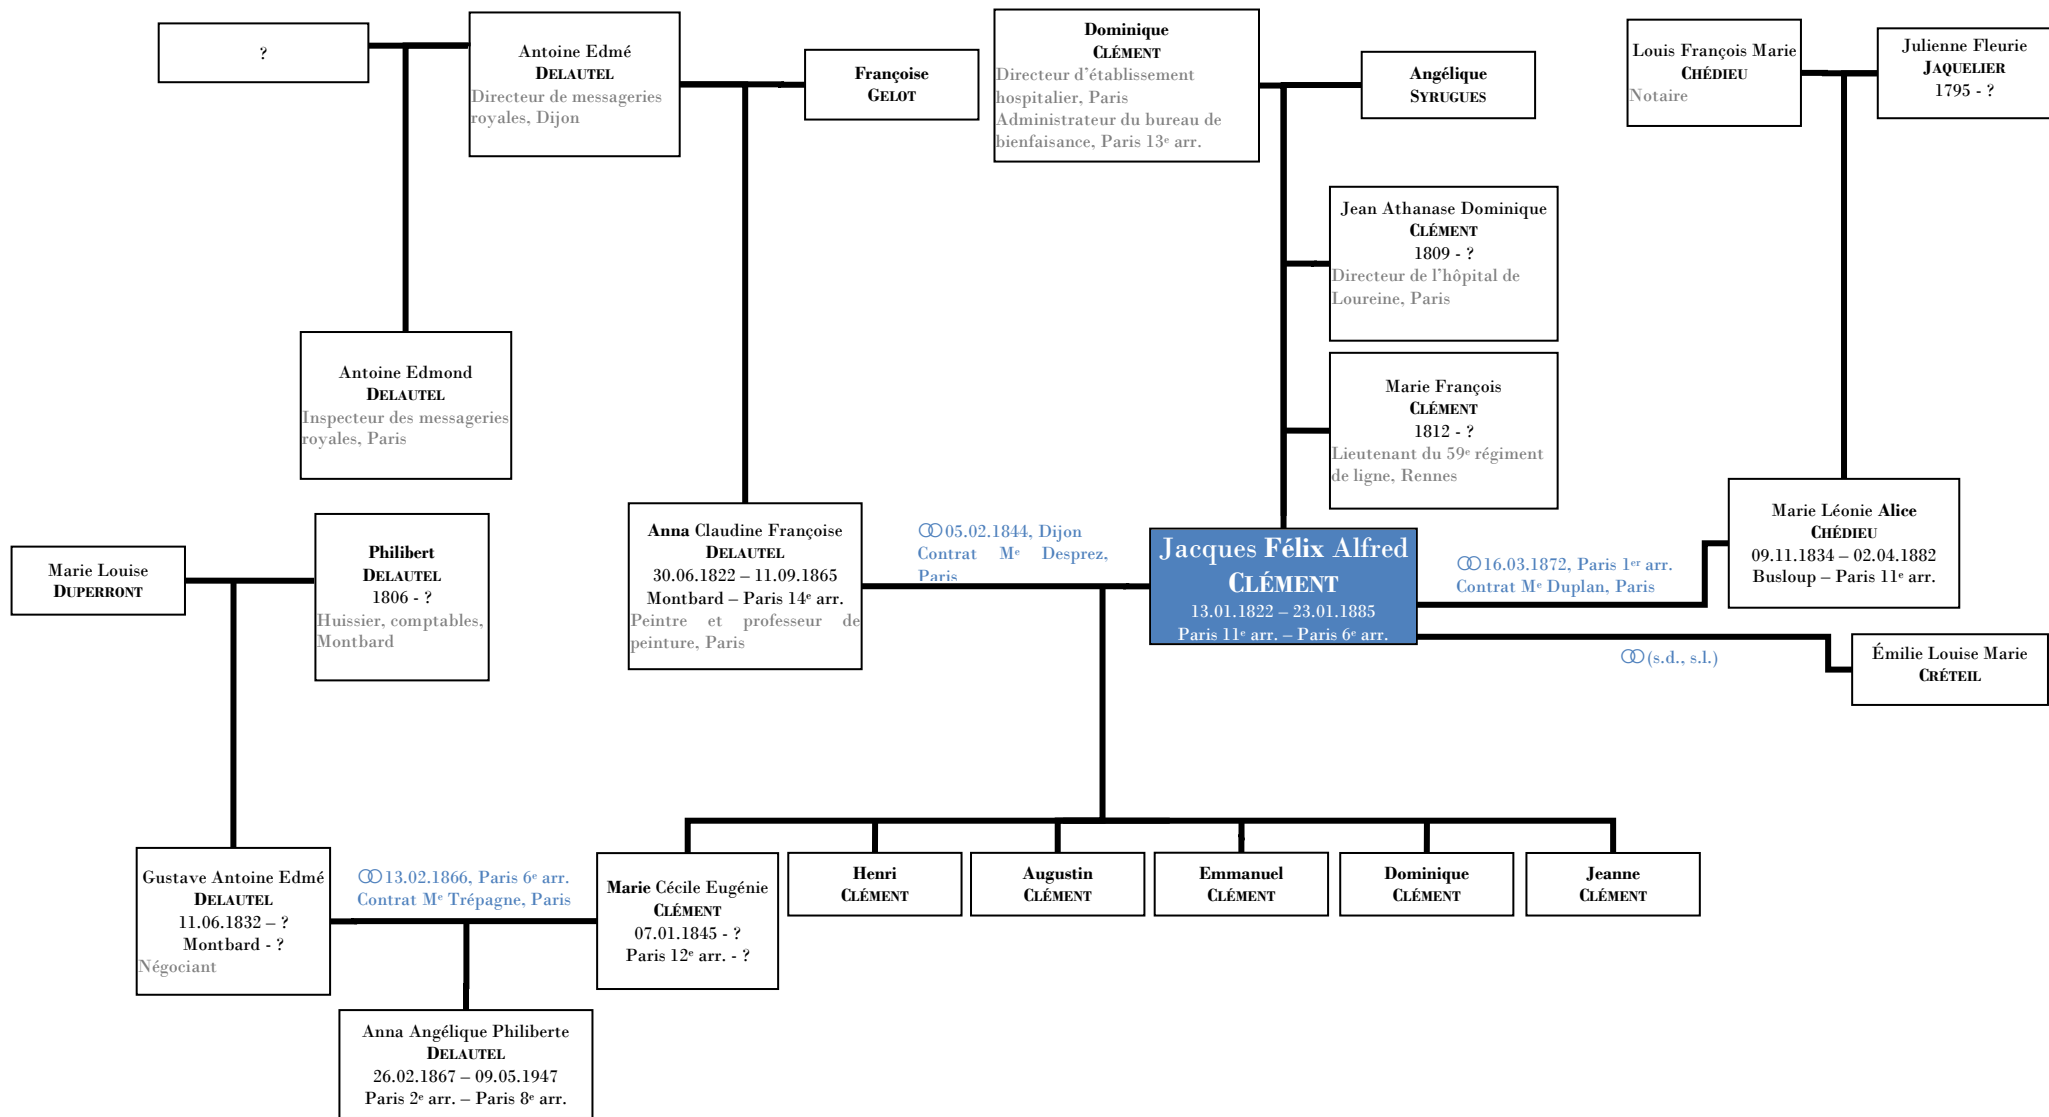 ?
Antoine Edmé
DELAUTEL
Directeur de messageries
royales, Dijon
Françoise
GELOT
Dominique
CLÉMENT
Directeur d'établissement
hospitalier, Paris
Administrateur du bureau de
bienfaisance, Paris 13e arr.
Angélique
SYRUGUES
Louis François Marie
CHÉDIEU
Notaire
Julienne Fleurie
JAQUELIER
1795 - ?
Jean Athanase Dominique
CLÉMENT
1809 - ?
Directeur de l'hôpital de
Loureine, Paris
Antoine Edmond
DELAUTEL
Inspecteur des messageries
royales, Paris
Marie François
CLÉMENT
1812 - ?
Lieutenant du 59e régiment
de ligne, Rennes
Marie Louise
DUPERRONT
Philibert
DELAUTEL
1806 - ?
Huissier, comptables,
Montbard
Anna Claudine Françoise
DELAUTEL
30.06.1822 – 11.09.1865
Montbard – Paris 14e arr.
Peintre et professeur de
peinture, Paris
05.02.1844, Dijon
Contrat Me Desprez,
Paris
Jacques Félix Alfred
CLÉMENT
13.01.1822 – 23.01.1885
Paris 11e arr. – Paris 6e arr.
16.03.1872, Paris 1er arr.
Contrat Me Duplan, Paris
Marie Léonie Alice
CHÉDIEU
09.11.1834 – 02.04.1882
Busloup – Paris 11e arr.
(s.d., s.l.)
Émilie Louise Marie
CRÉTEIL
Gustave Antoine Edmé
DELAUTEL
11.06.1832 – ?
Montbard - ?
Négociant
13.02.1866, Paris 6e arr.
Contrat Me Trépagne, Paris
Marie Cécile Eugénie
CLÉMENT
07.01.1845 - ?
Paris 12e arr. - ?
Henri
CLÉMENT
Augustin
CLÉMENT
Emmanuel
CLÉMENT
Dominique
CLÉMENT
Jeanne
CLÉMENT
Anna Angélique Philiberte
DELAUTEL
26.02.1867 – 09.05.1947
Paris 2e arr. – Paris 8e arr.